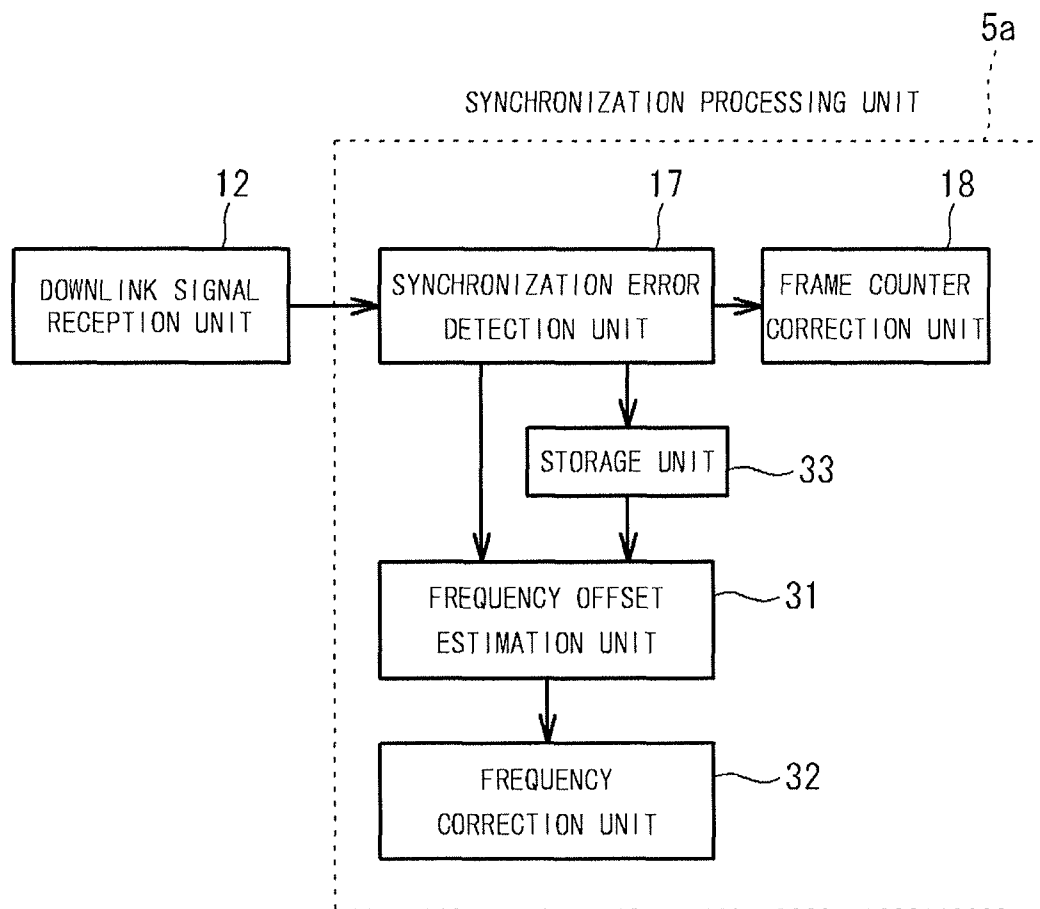 5a
SYNCHRONIZATION PROCESSING UNIT
12
17
18
DOWNLINK SIGNAL
RECEPTION UNIT
SYNCHRONIZATION ERROR
DETECTION UNIT
FRAME COUNTER
CORRECTION UNIT
STORAGE UNIT
33
FREQUENCY OFFSET
ESTIMATION UNIT
31
FREQUENCY
CORRECTION UNIT
32